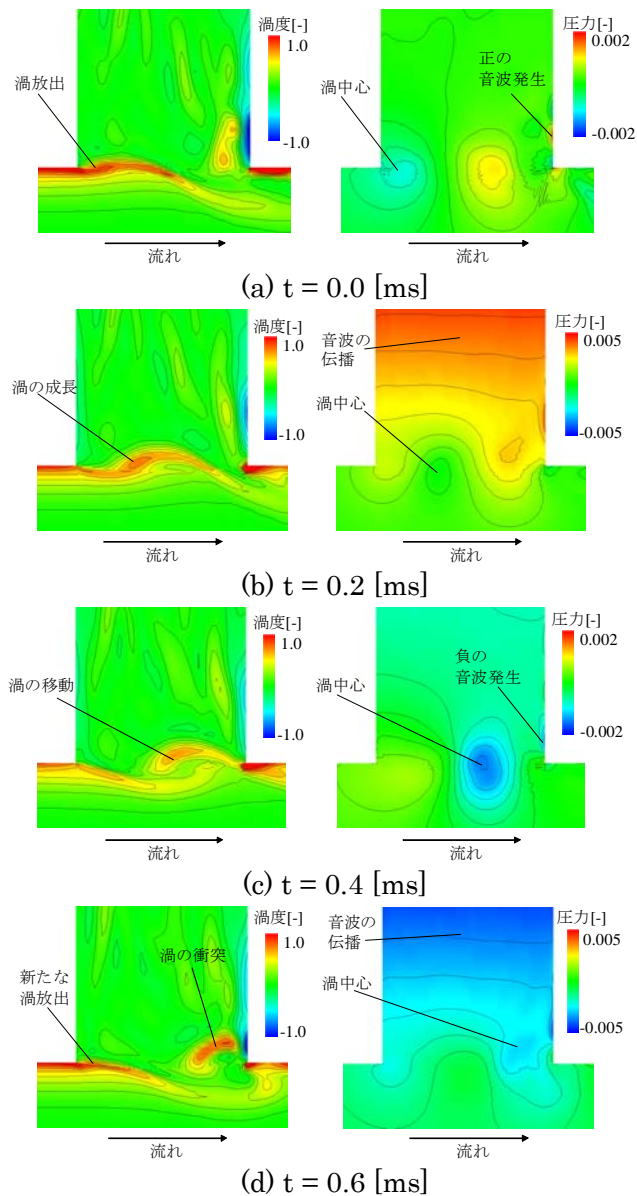 渦度[-]
1.0
-1.0
渦放出
流れ
圧力[-]
0.002
-0.002
正の
音波発生
渦中心
流れ
(a) t = 0.0 [ms]
渦度[-]
1.0
-1.0
渦の成長
流れ
圧力[-]
0.005
-0.005
音波の
伝播
渦中心
流れ
(b) t = 0.2 [ms]
渦度[-]
1.0
-1.0
渦の移動
流れ
圧力[-]
0.002
-0.002
負の
音波発生
渦中心
流れ
(c) t = 0.4 [ms]
渦度[-]
1.0
-1.0
渦の衝突
新たな
渦放出
流れ
圧力[-]
0.005
-0.005
音波の
伝播
渦中心
流れ
(d) t = 0.6 [ms]